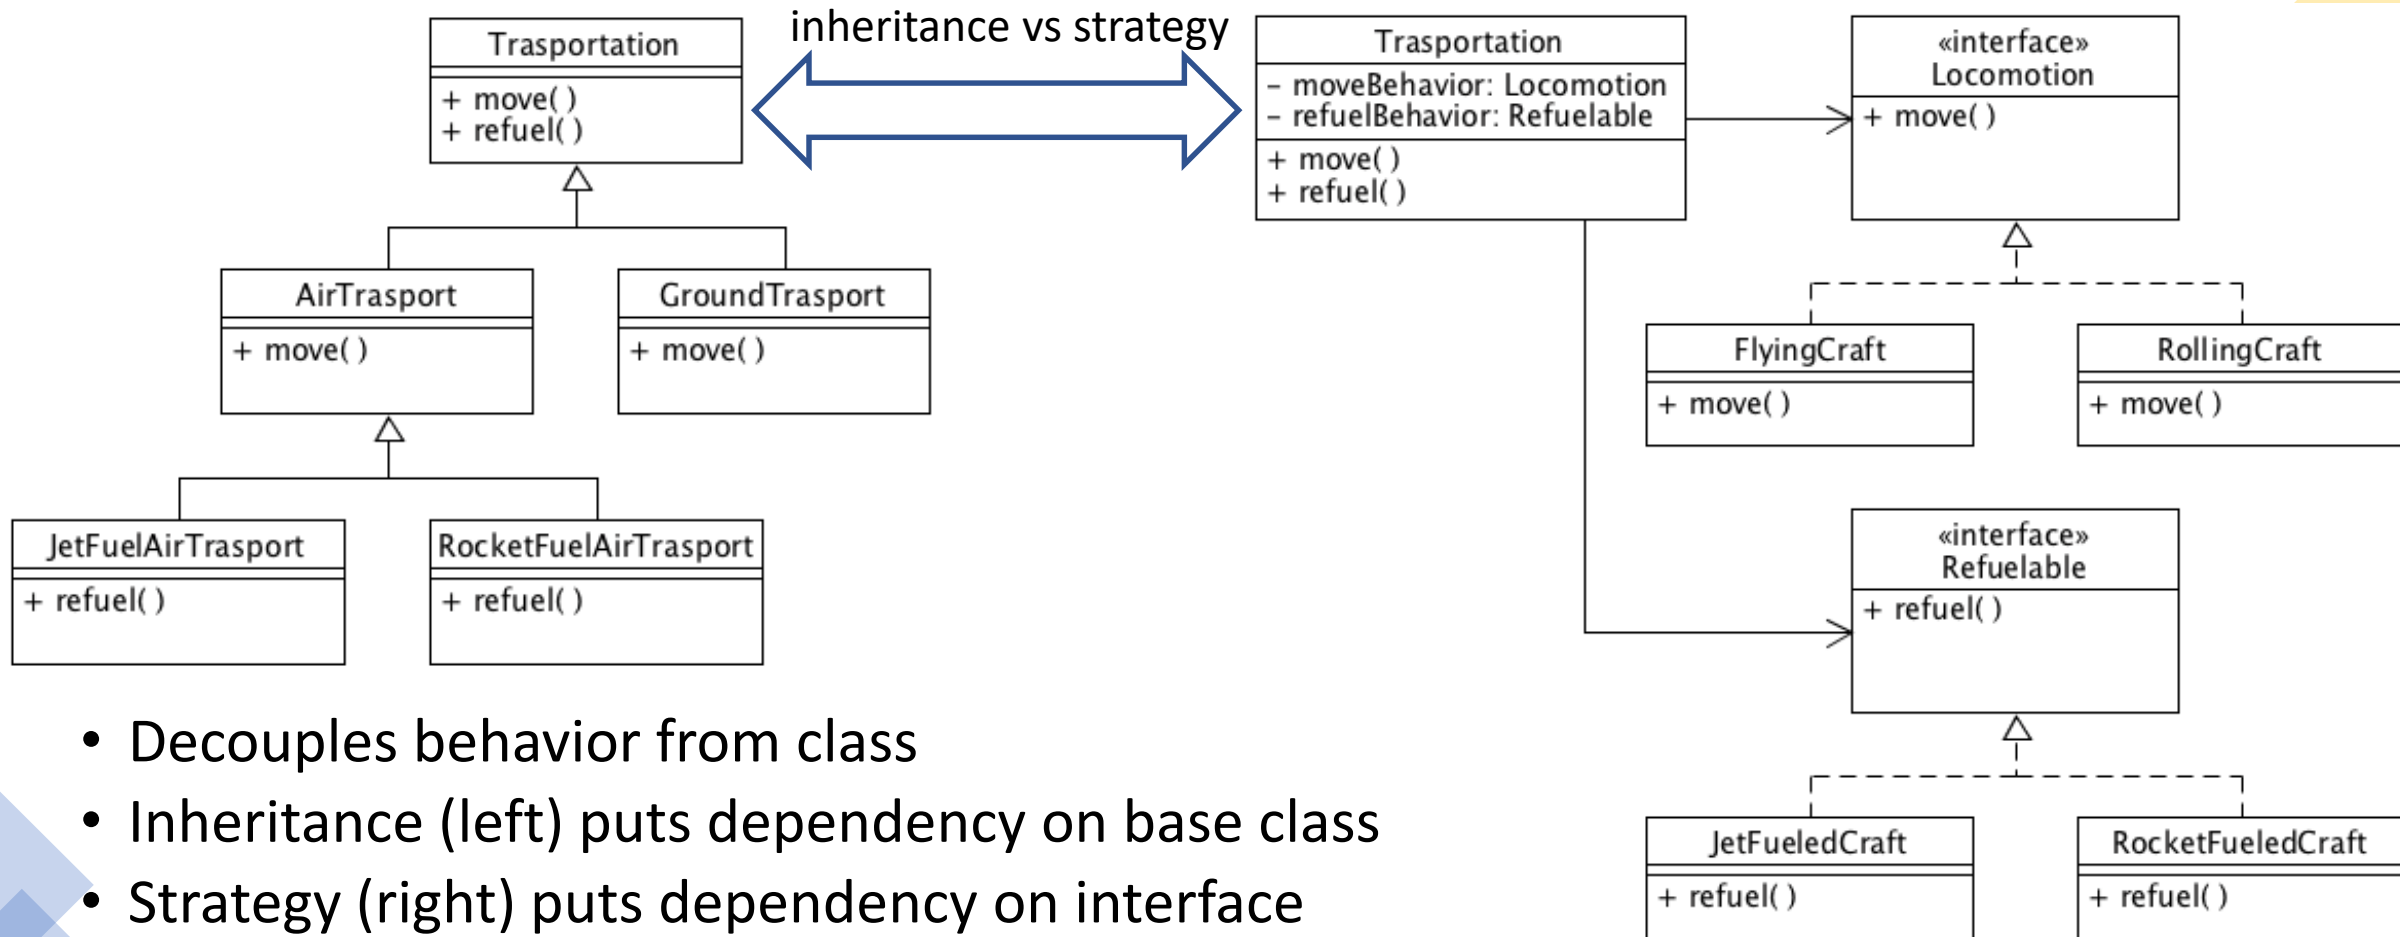 inheritance vs strategy
Trasportation
+ move( )
+ refuel( )
AirTrasport
+ move( )
GroundTrasport
+ move( )
JetFuelAirTrasport
+ refuel( )
RocketFuelAirTrasport
+ refuel( )
Trasportation
− moveBehavior: Locomotion
− refuelBehavior: Refuelable
+ move( )
+ refuel( )
«interface»
Locomotion
+ move( )
FlyingCraft
+ move( )
RollingCraft
+ move( )
«interface»
Refuelable
+ refuel( )
JetFueledCraft
+ refuel( )
RocketFueledCraft
+ refuel( )
• Decouples behavior from class
• Inheritance (left) puts dependency on base class
• Strategy (right) puts dependency on interface